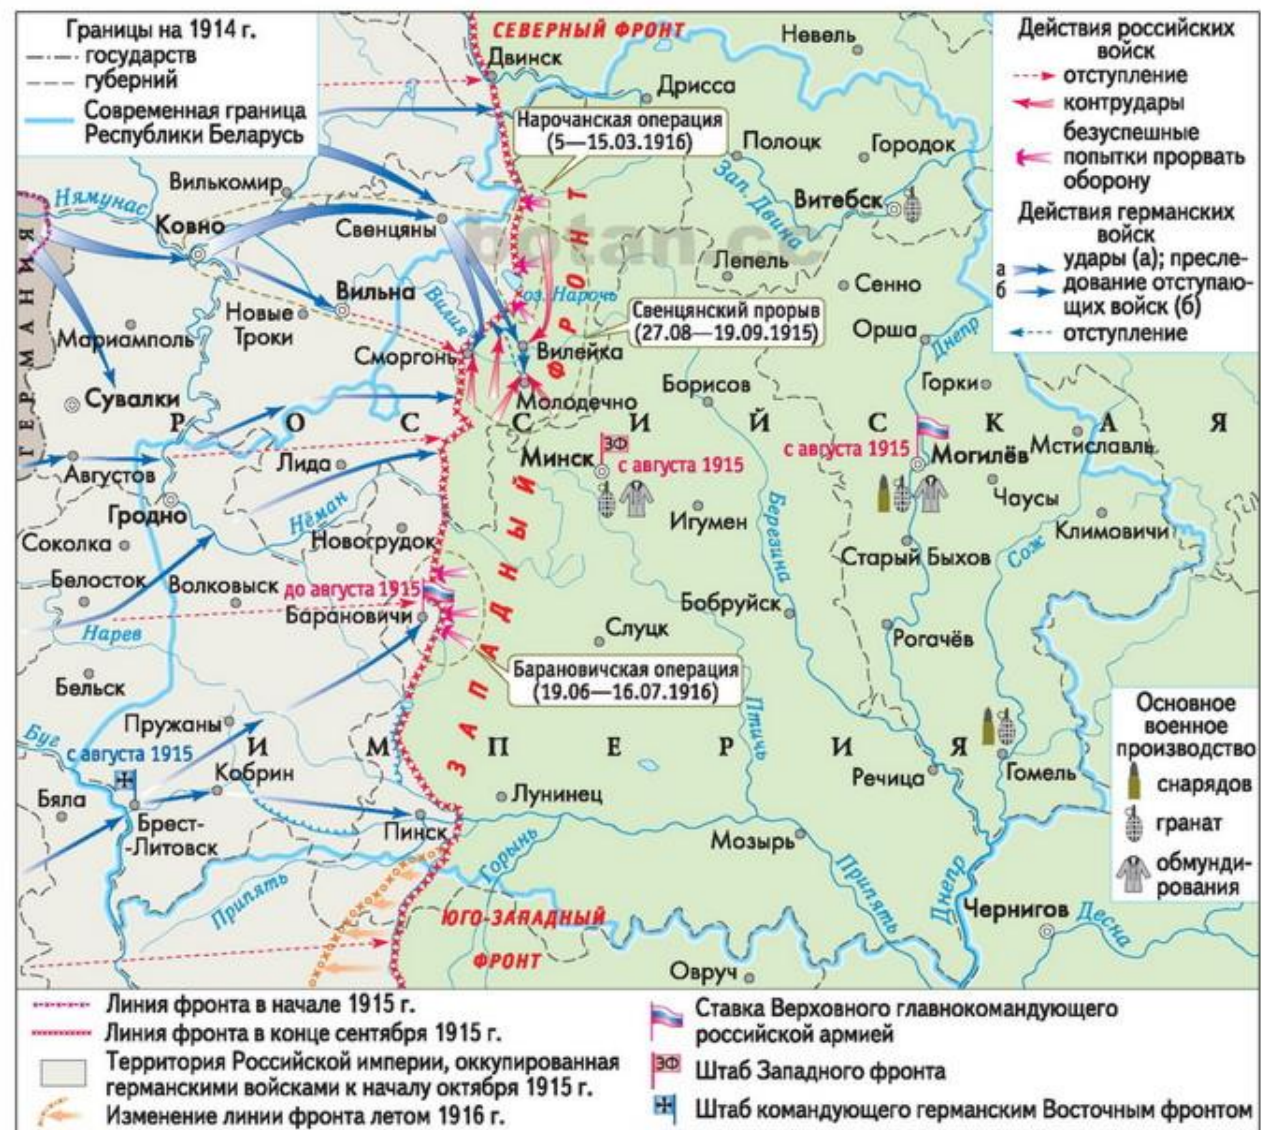 Границы на 1914 г.
государств
губерний
Современная граница
Республики Беларусь
СЕВЕРНЫЙ ФРОНТ
Невель
Двинск
Дрисса
Действия российских
войск
отступление
контрудары
безуспешные
попытки прорвать
оборону
Действия германских
войск
а
б
удары (а); пресле-
дование отступаю-
щих войск (б)
отступление
Нарочанская операция
(5—15.03.1916)
Полоцк
Городок
Вилькомир
Нямунас
Ковно
Свенцяны
Зап. Двина
Витебск
botan.cc
Лепель
Сенно
Вильна
Вилия
оз. Нарочь
Новые
Троки
Мариамполь
ГЕРМАНИЯ
Свенцянский прорыв
(27.08—19.09.1915)
Орша
Днепр
Сморгонь
Вилейка
Молодечно
Борисов
Горки
Сувалки
РОССИЙСКАЯ
Минск
ЗФ
с августа 1915
с августа 1915
Могилёв
Мстиславль
Августов
Лида
Чаусы
Гродно
Нёман
Игумен
Березина
Климовичи
Соколка
Новогрудок
Старый Быхов
Сож
Белосток
Волковыск
до августа 1915
Барановичи
Бобруйск
Нарев
Слуцк
Рогачёв
ЗАПАДНЫЙ ФРОНТ
Бельск
Барановичская операция
(19.06—16.07.1916)
Птичь
Пружаны
Буг
с августа 1915
ИМПЕРИЯ
Кобрин
Речица
Гомель
Бяла
Брест-
-Литовск
Лунинец
Пинск
Мозырь
Горынь
Припять
Припять
Днепр
Основное
военное
производство
снарядов
гранат
обмунди-
рования
Чернигов
Десна
ЮГО-ЗАПАДНЫЙ
ФРОНТ
Овруч
Линия фронта в начале 1915 г.
Линия фронта в конце сентября 1915 г.
Территория Российской империи, оккупированная
германскими войсками к началу октября 1915 г.
Изменение линии фронта летом 1916 г.
Ставка Верховного главнокомандующего
российской армией
ЗФ
Штаб Западного фронта
Штаб командующего германским Восточным фронтом